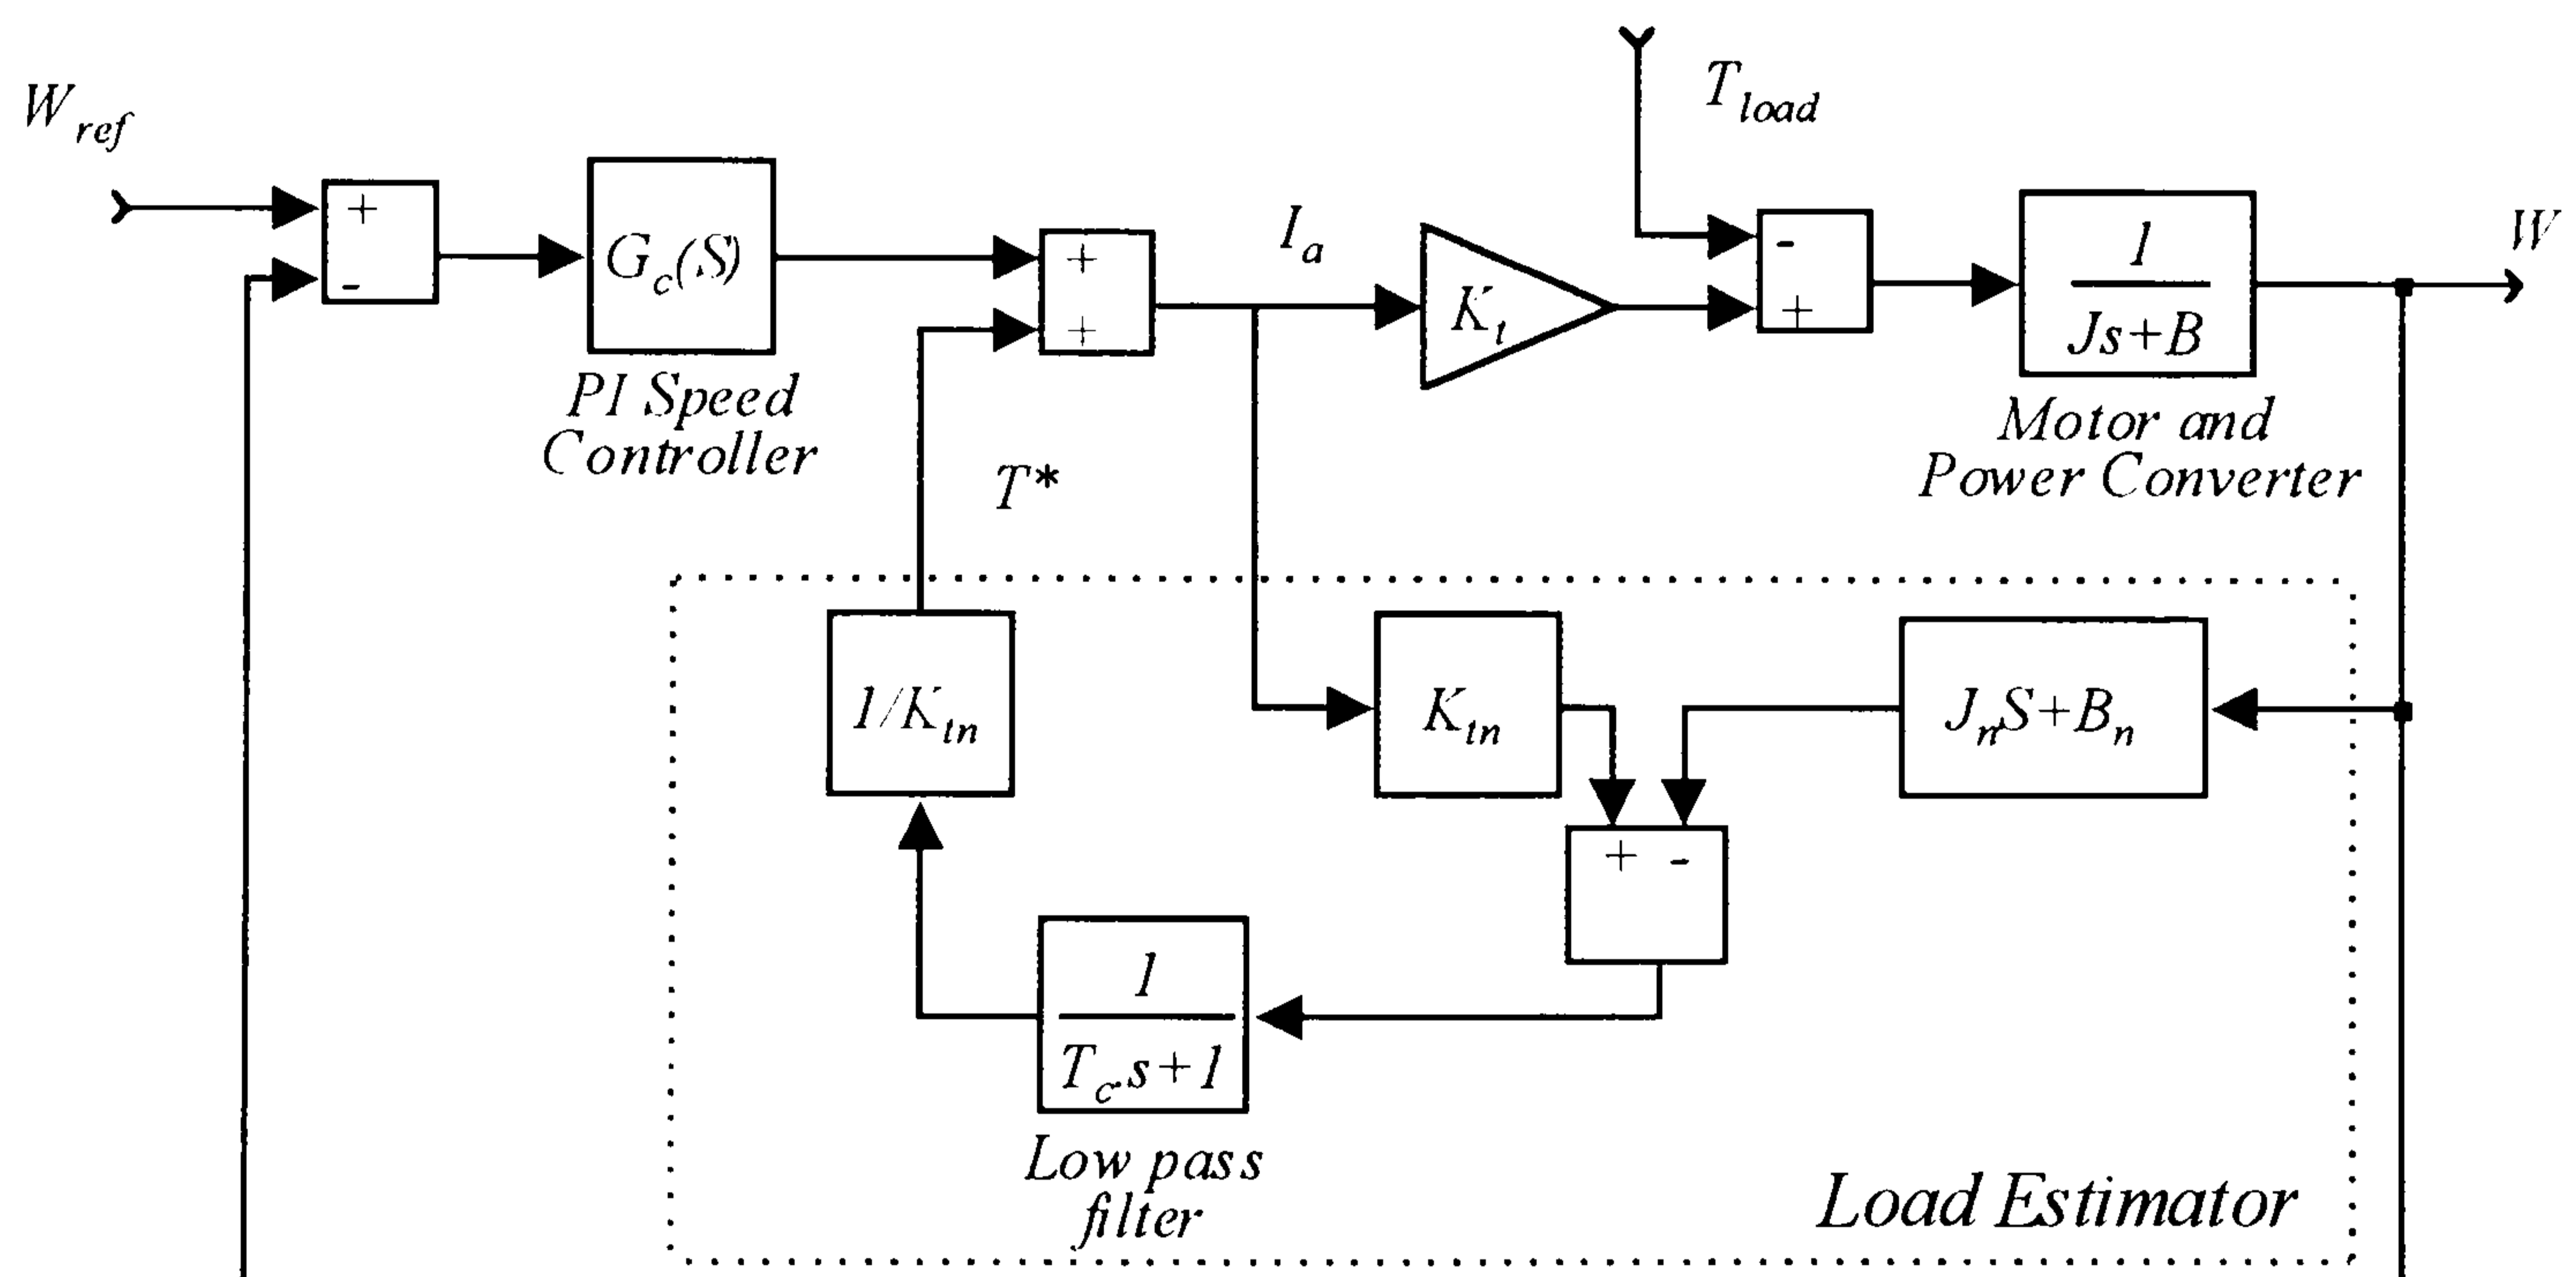 W_ref
T_load
+
-
G_c(S)
PI Speed
Controller
+
+
I_a
K_t
-
+
1
Js+B
Motor and
Power Converter
W
T*
1/K_tn
K_tn
J_nS+B_n
+ -
1
T_c.s+1
Low pass
filter
Load Estimator